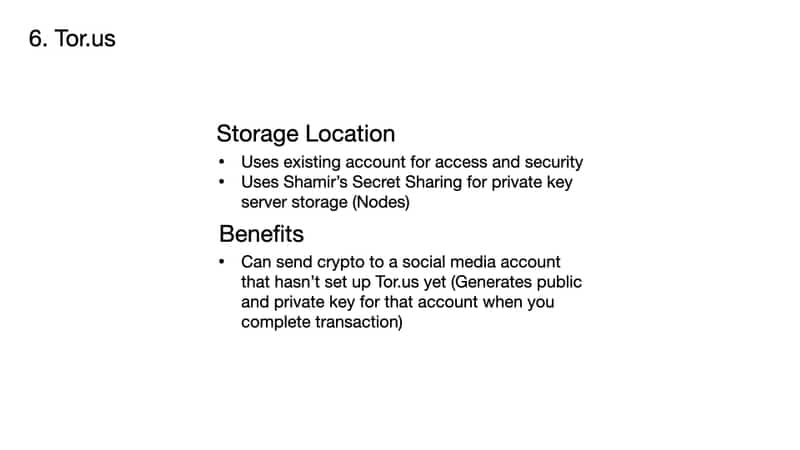 6. Tor.us
Storage Location
• Uses existing account for access and security
• Uses Shamir's Secret Sharing for private key
server storage (Nodes)
Benefits
• Can send crypto to a social media account
that hasn't set up Tor.us yet (Generates public
and private key for that account when you
complete transaction)